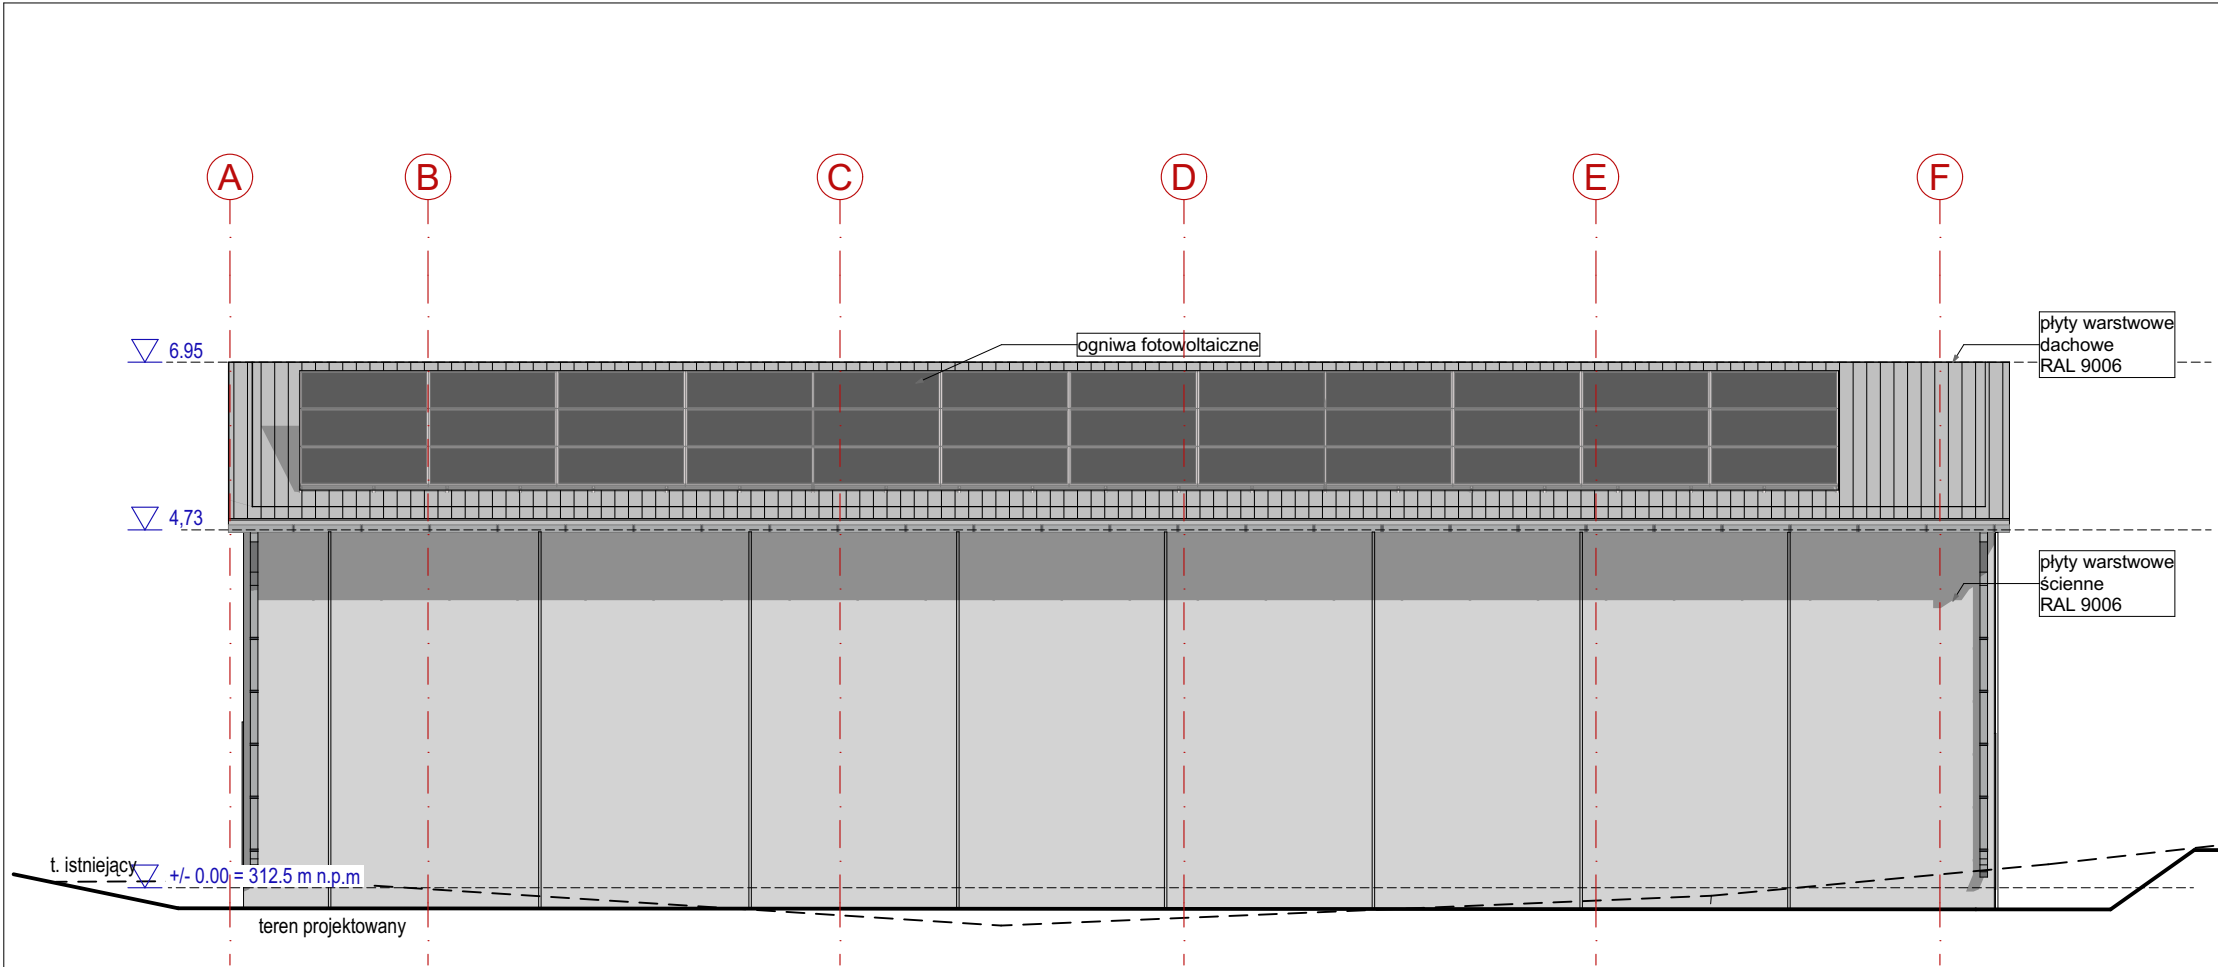 A
B
C
D
E
F
6.95
ogniwa fotowoltaiczne
płyty warstwowe
dachowe
RAL 9006
4,73
płyty warstwowe
ścienne
RAL 9006
t. istniejący
+/- 0.00 = 312.5 m n.p.m
teren projektowany